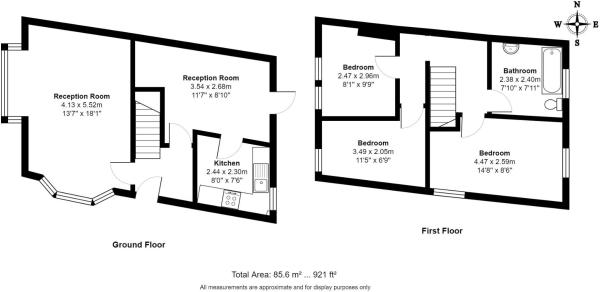 Reception Room
4.13 x 5.52m
13'7" x 18'1"
Reception Room
3.54 x 2.68m
11'7" x 8'10"
Kitchen
2.44 x 2.30m
8'0" x 7'6"
Ground Floor
Bedroom
2.47 x 2.96m
8'1" x 9'9"
Bathroom
2.38 x 2.40m
7'10" x 7'11"
Bedroom
3.49 x 2.05m
11'5" x 6'9"
Bedroom
4.47 x 2.59m
14'8" x 8'6"
First Floor
N
W E
S
Total Area: 85.6 m² ... 921 ft²
All measurements are approximate and for display purposes only